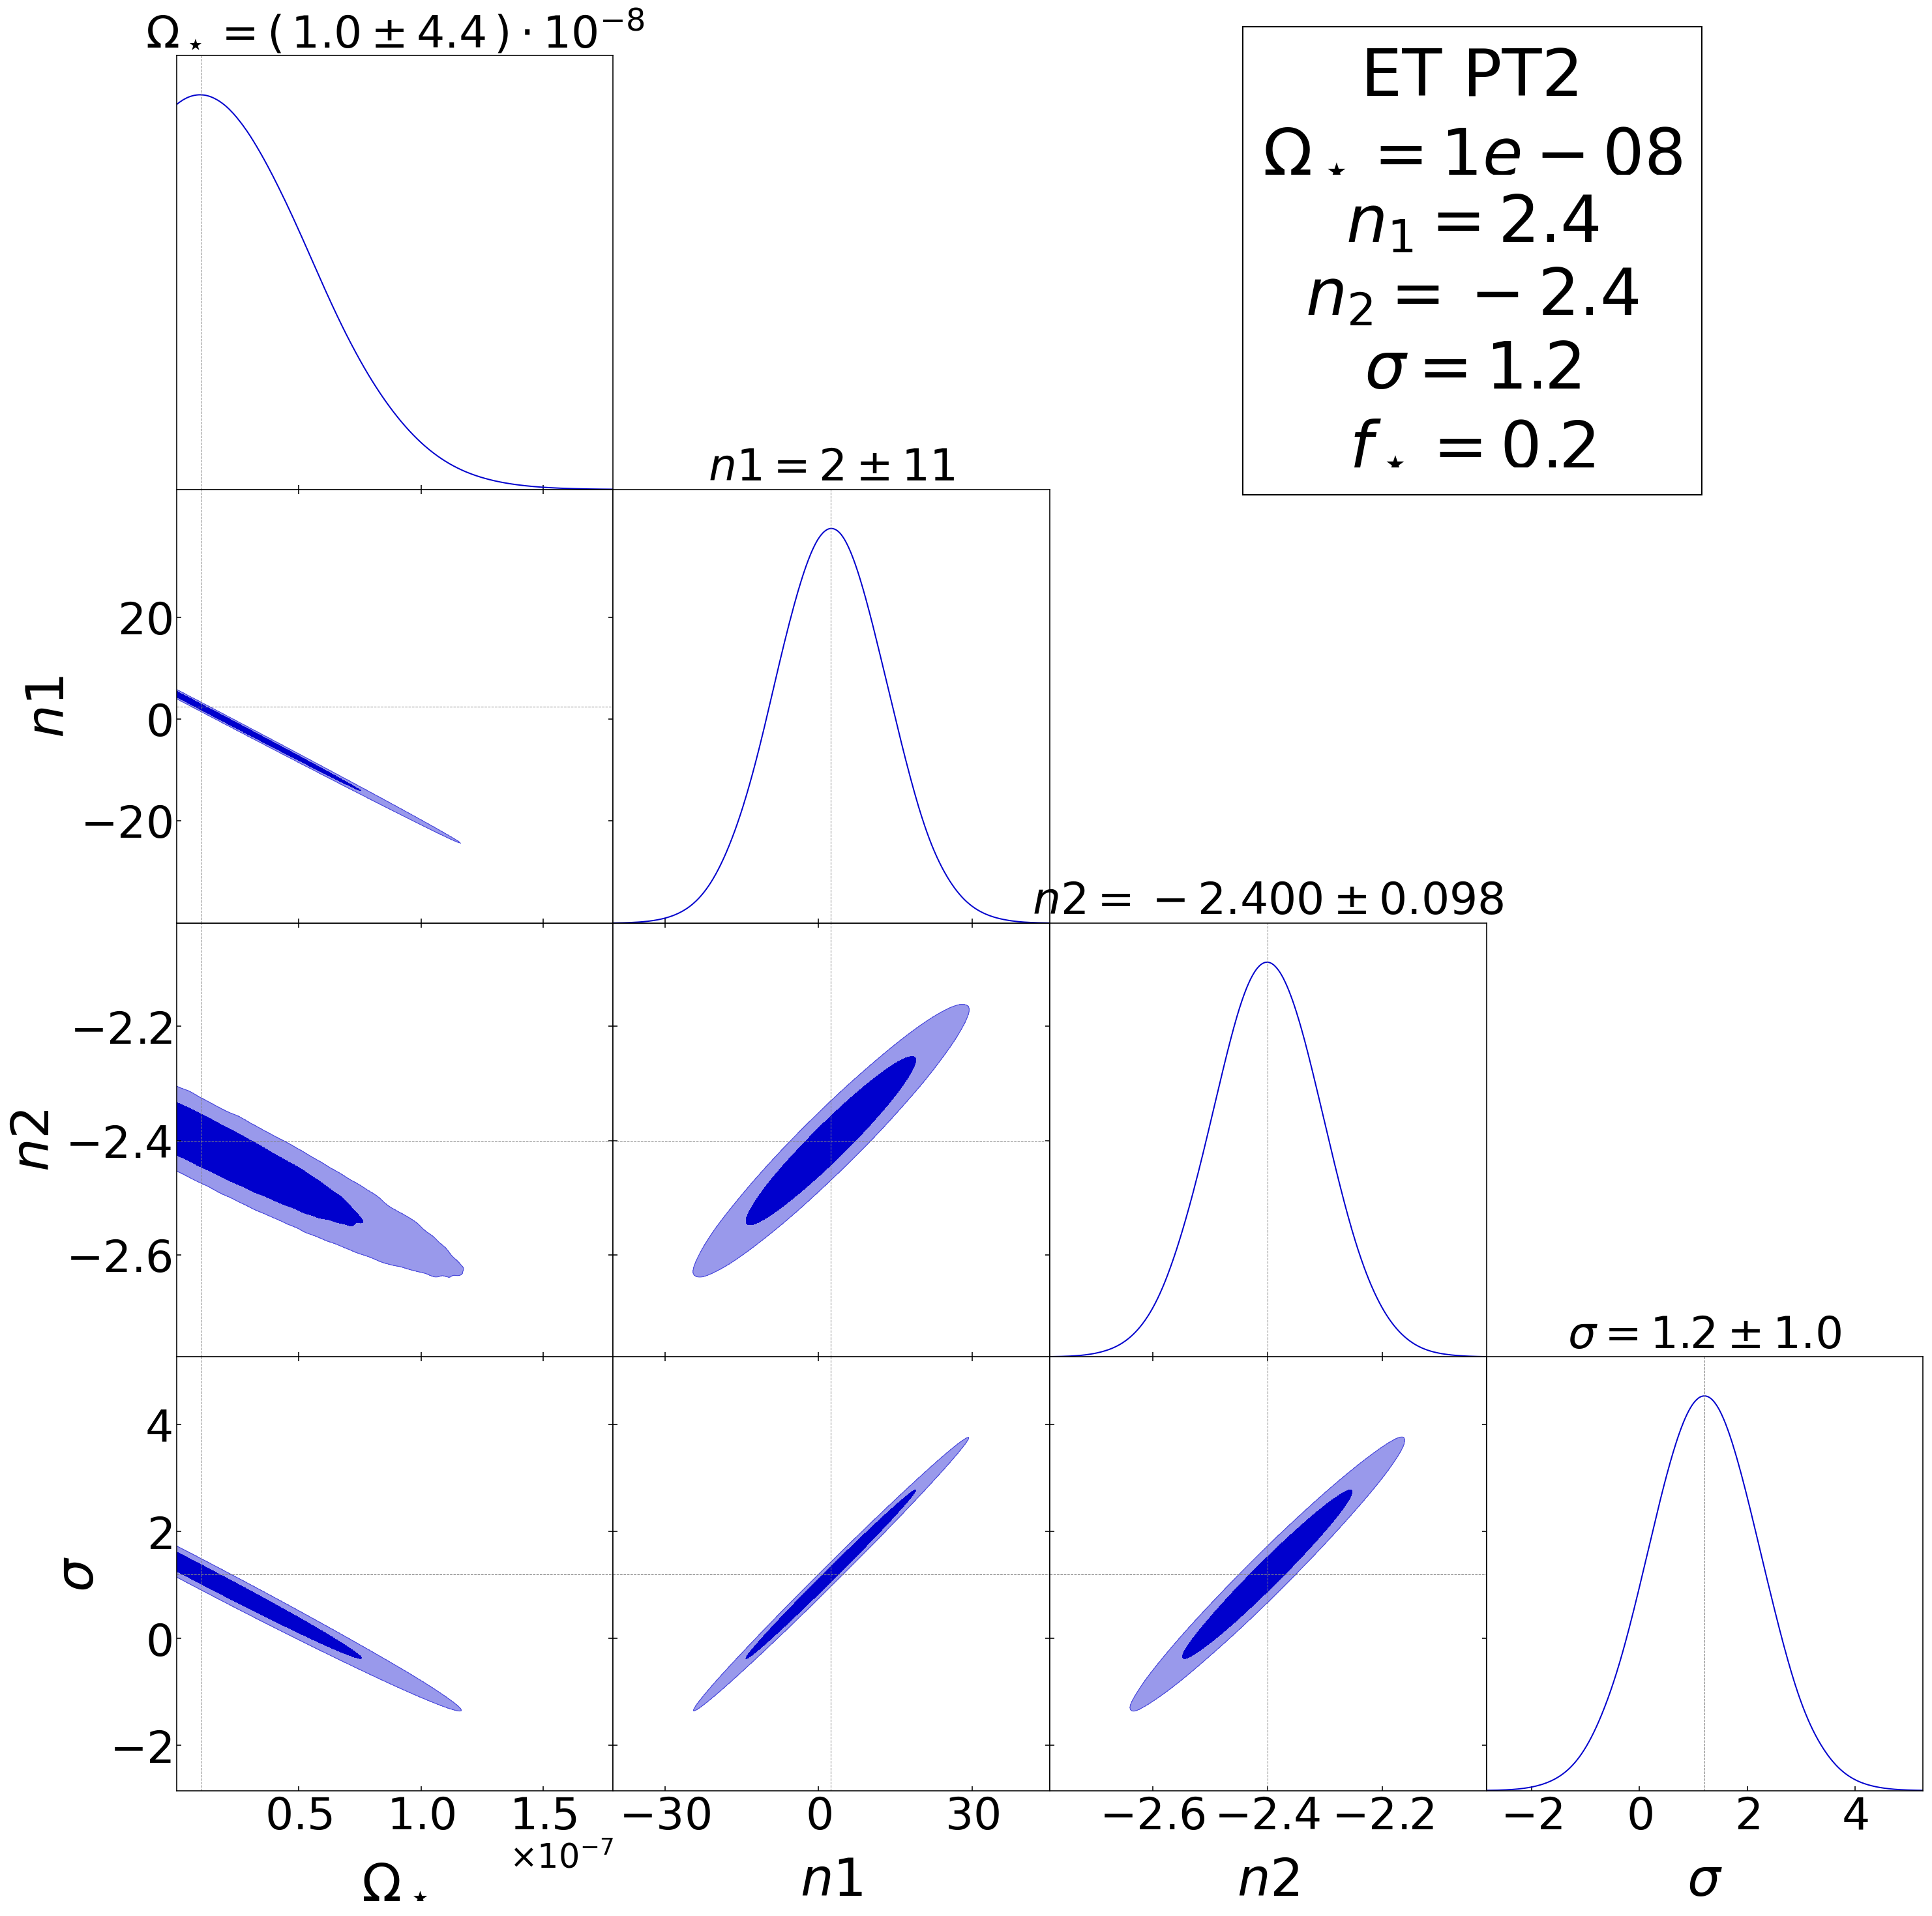 Ω⋆ = ( 1.0 ± 4.4 ) · 10⁻⁸
ET PT2
Ω⋆ = 1e − 08
n₁ = 2.4
n₂ = − 2.4
σ = 1.2
f⋆ = 0.2
n1 = 2 ± 11
20
0
−20
n1
n2 = − 2.400 ± 0.098
−2.2
−2.4
−2.6
n2
σ = 1.2 ± 1.0
4
2
0
−2
σ
0.5 1.0 1.5 −30 0 30 −2.6 −2.4 −2.2 −2 0 2 4
×10⁻⁷
Ω⋆ n1 n2 σ